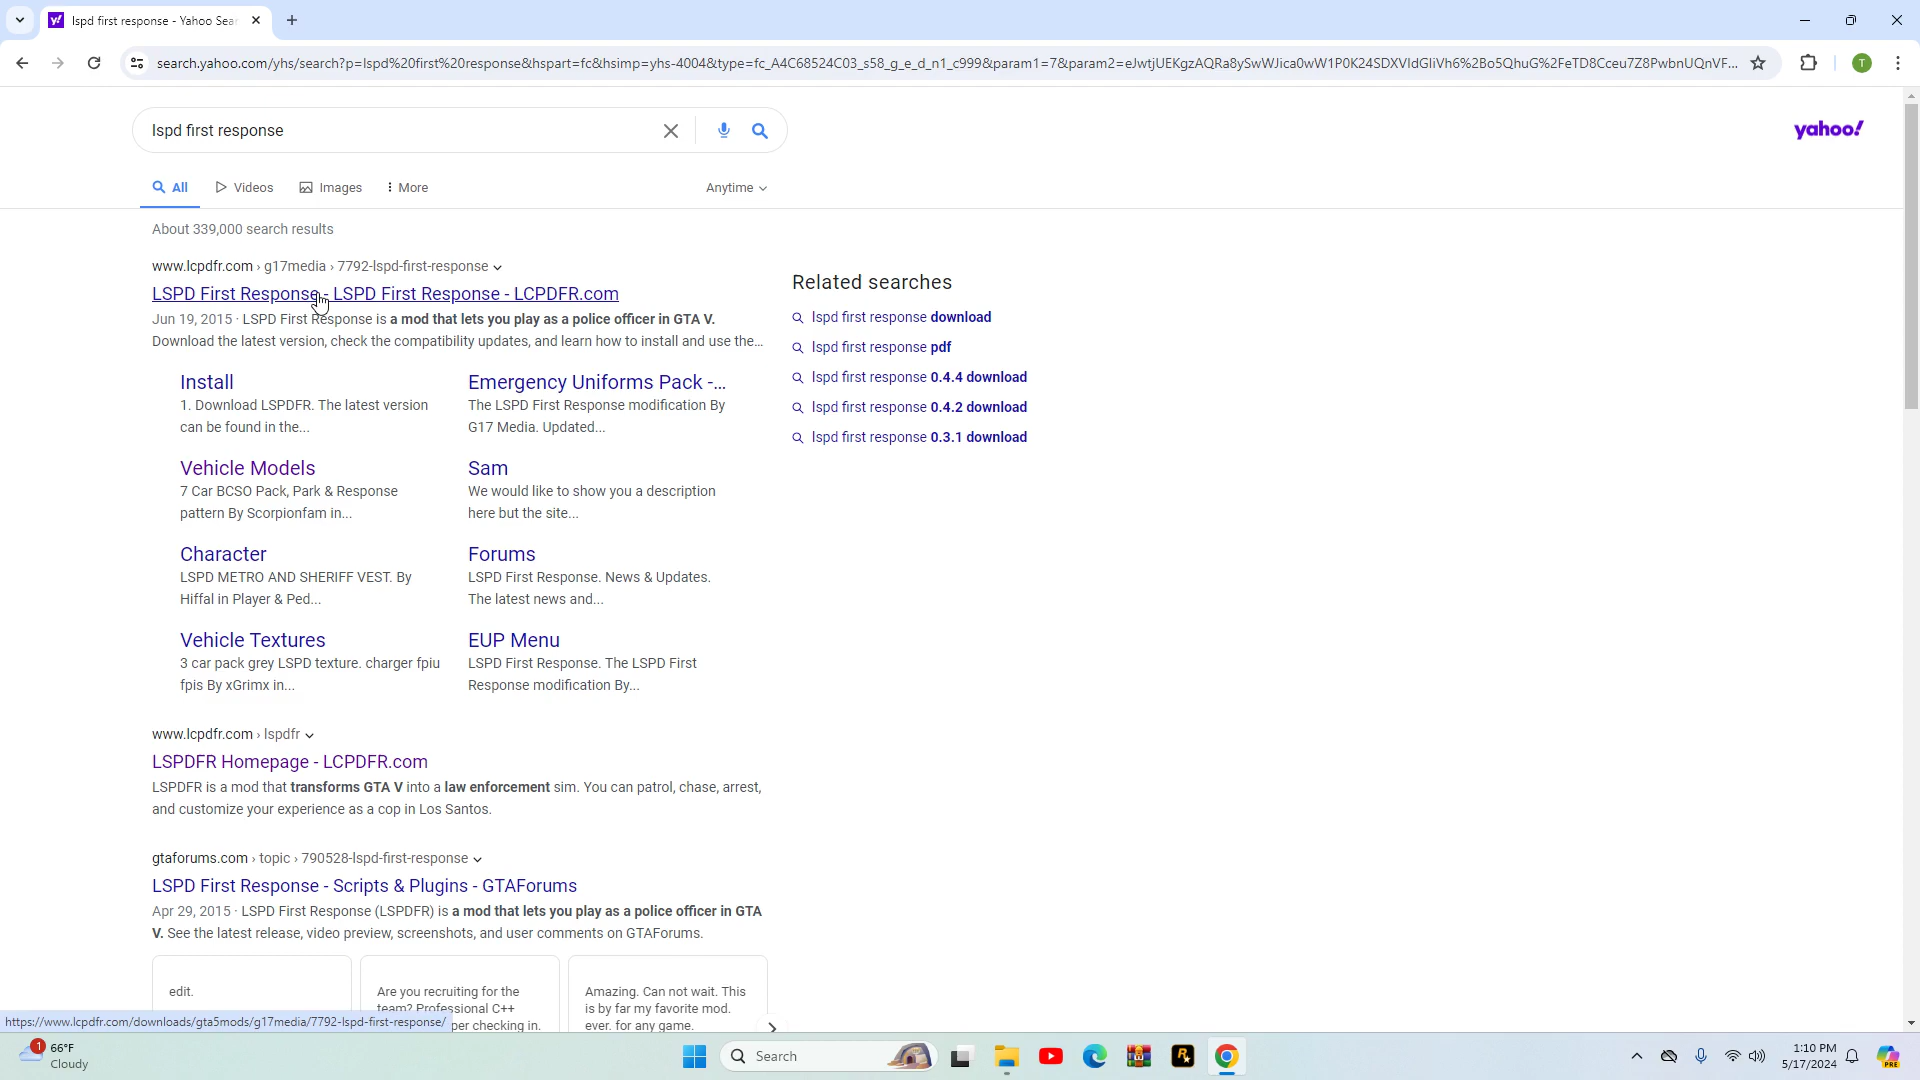 lspd first response - Yahoo Sea
search.yahoo.com/yhs/search?p=lspd%20first%20response&hspart=fc&hsimp=yhs-4004&type=fc_A4C68524C03_s58_g_e_d_n1_c999&param1=7&param2=eJwtjUEKgzAQRa8ySwWJica0wW1P0K24SDXVIdGIiVh6%2Bo5QhuG%2FeTD8Cceu7Z8PwbnUQnVF...
T
lspd first response
yahoo!
All
Videos
Images
More
Anytime
About 339,000 search results
www.lcpdfr.com › g17media › 7792-lspd-first-response
LSPD First Response - LSPD First Response - LCPDFR.com
Jun 19, 2015 · LSPD First Response is a mod that lets you play as a police officer in GTA V.
Download the latest version, check the compatibility updates, and learn how to install and use the...
Install
1. Download LSPDFR. The latest version
can be found in the...
Emergency Uniforms Pack -...
The LSPD First Response modification By
G17 Media. Updated...
Vehicle Models
7 Car BCSO Pack, Park & Response
pattern By Scorpionfam in...
Sam
We would like to show you a description
here but the site...
Character
LSPD METRO AND SHERIFF VEST. By
Hiffal in Player & Ped...
Forums
LSPD First Response. News & Updates.
The latest news and...
Vehicle Textures
3 car pack grey LSPD texture. charger fpiu
fpis By xGrimx in...
EUP Menu
LSPD First Response. The LSPD First
Response modification By...
Related searches
lspd first response download
lspd first response pdf
lspd first response 0.4.4 download
lspd first response 0.4.2 download
lspd first response 0.3.1 download
www.lcpdfr.com › lspdfr
LSPDFR Homepage - LCPDFR.com
LSPDFR is a mod that transforms GTA V into a law enforcement sim. You can patrol, chase, arrest,
and customize your experience as a cop in Los Santos.
gtaforums.com › topic › 790528-lspd-first-response
LSPD First Response - Scripts & Plugins - GTAForums
Apr 29, 2015 · LSPD First Response (LSPDFR) is a mod that lets you play as a police officer in GTA
V. See the latest release, video preview, screenshots, and user comments on GTAForums.
edit.
Are you recruiting for the
team? Professional C++
per checking in.
Amazing. Can not wait. This
is by far my favorite mod.
ever. for any game.
https://www.lcpdfr.com/downloads/gta5mods/g17media/7792-lspd-first-response/
1
66°F
Cloudy
Search
1:10 PM
5/17/2024
PRE